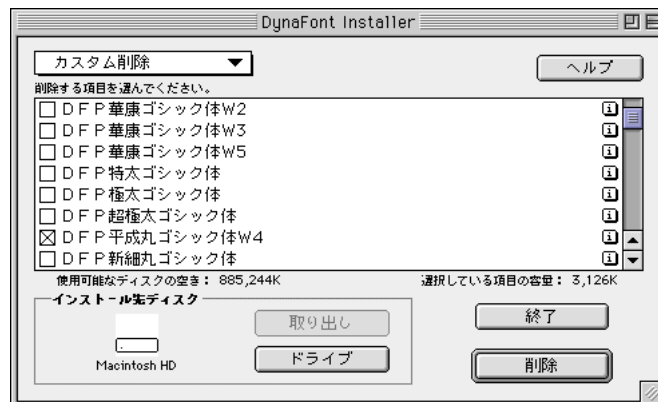 DynaFont Installer
カスタム削除
ヘルプ
削除する項目を選んでください。
ＤＦＰ華康ゴシック体W2
ＤＦＰ華康ゴシック体W3
ＤＦＰ華康ゴシック体W5
ＤＦＰ特太ゴシック体
ＤＦＰ極太ゴシック体
ＤＦＰ超極太ゴシック体
ＤＦＰ平成丸ゴシック体W4
ＤＦＰ新細丸ゴシック体
使用可能なディスクの空き： 885,244K
選択している項目の容量： 3,126K
インストール先ディスク
取り出し
終了
Macintosh HD
ドライブ
削除